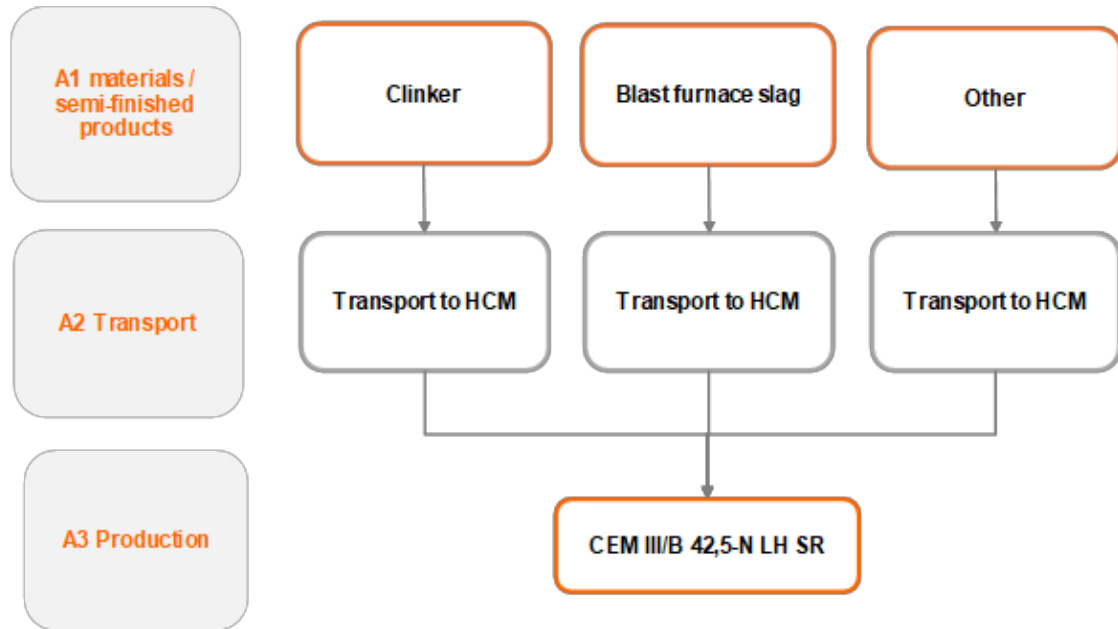 A1 materials /
semi-finished
products
Clinker
Blast furnace slag
Other
A2 Transport
Transport to HCM
Transport to HCM
Transport to HCM
A3 Production
CEM III/B 42,5-N LH SR